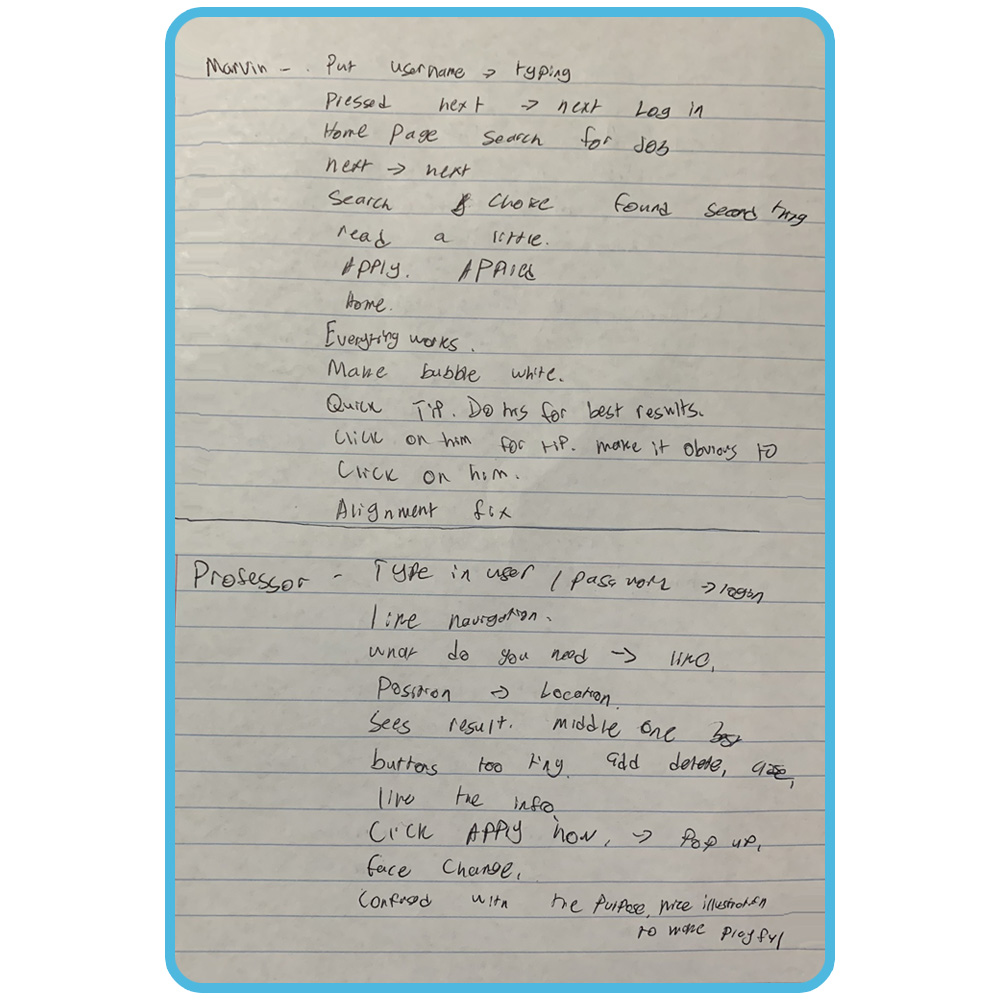 Marvin - . Put username → typing
Pressed next → next Log in
Home Page search for JOB
next → next
Search & Choice found second thing
read a little.
APPly. APPlied
Home.
Everything works.
Make bubble white.
Quick TiP. Do this for best results.
Click on him for tiP. make it obvious to
Click on him.
Alignment fix
Professor - Type in user / password → login
like navigation.
what do you need → like,
Position → Location.
Sees result. middle one
buttons too tiny. add delete,
like the info.
Click APPly now, → Pop up,
face Change,
Confused with the Purpose, nice illustration
to make Playful